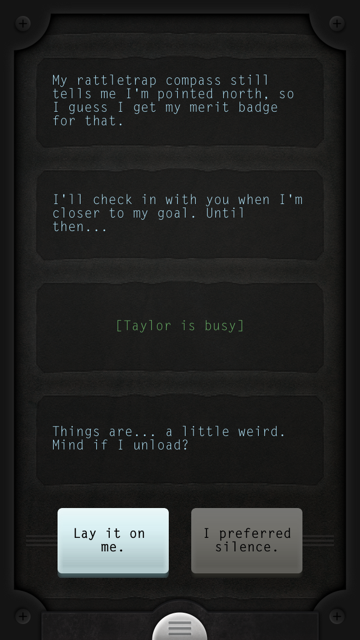 My rattletrap compass still
tells me I'm pointed north, so
I guess I get my merit badge
for that.
I'll check in with you when I'm
closer to my goal. Until
then...
[Taylor is busy]
Things are... a little weird.
Mind if I unload?
Lay it on
me.
I preferred
silence.